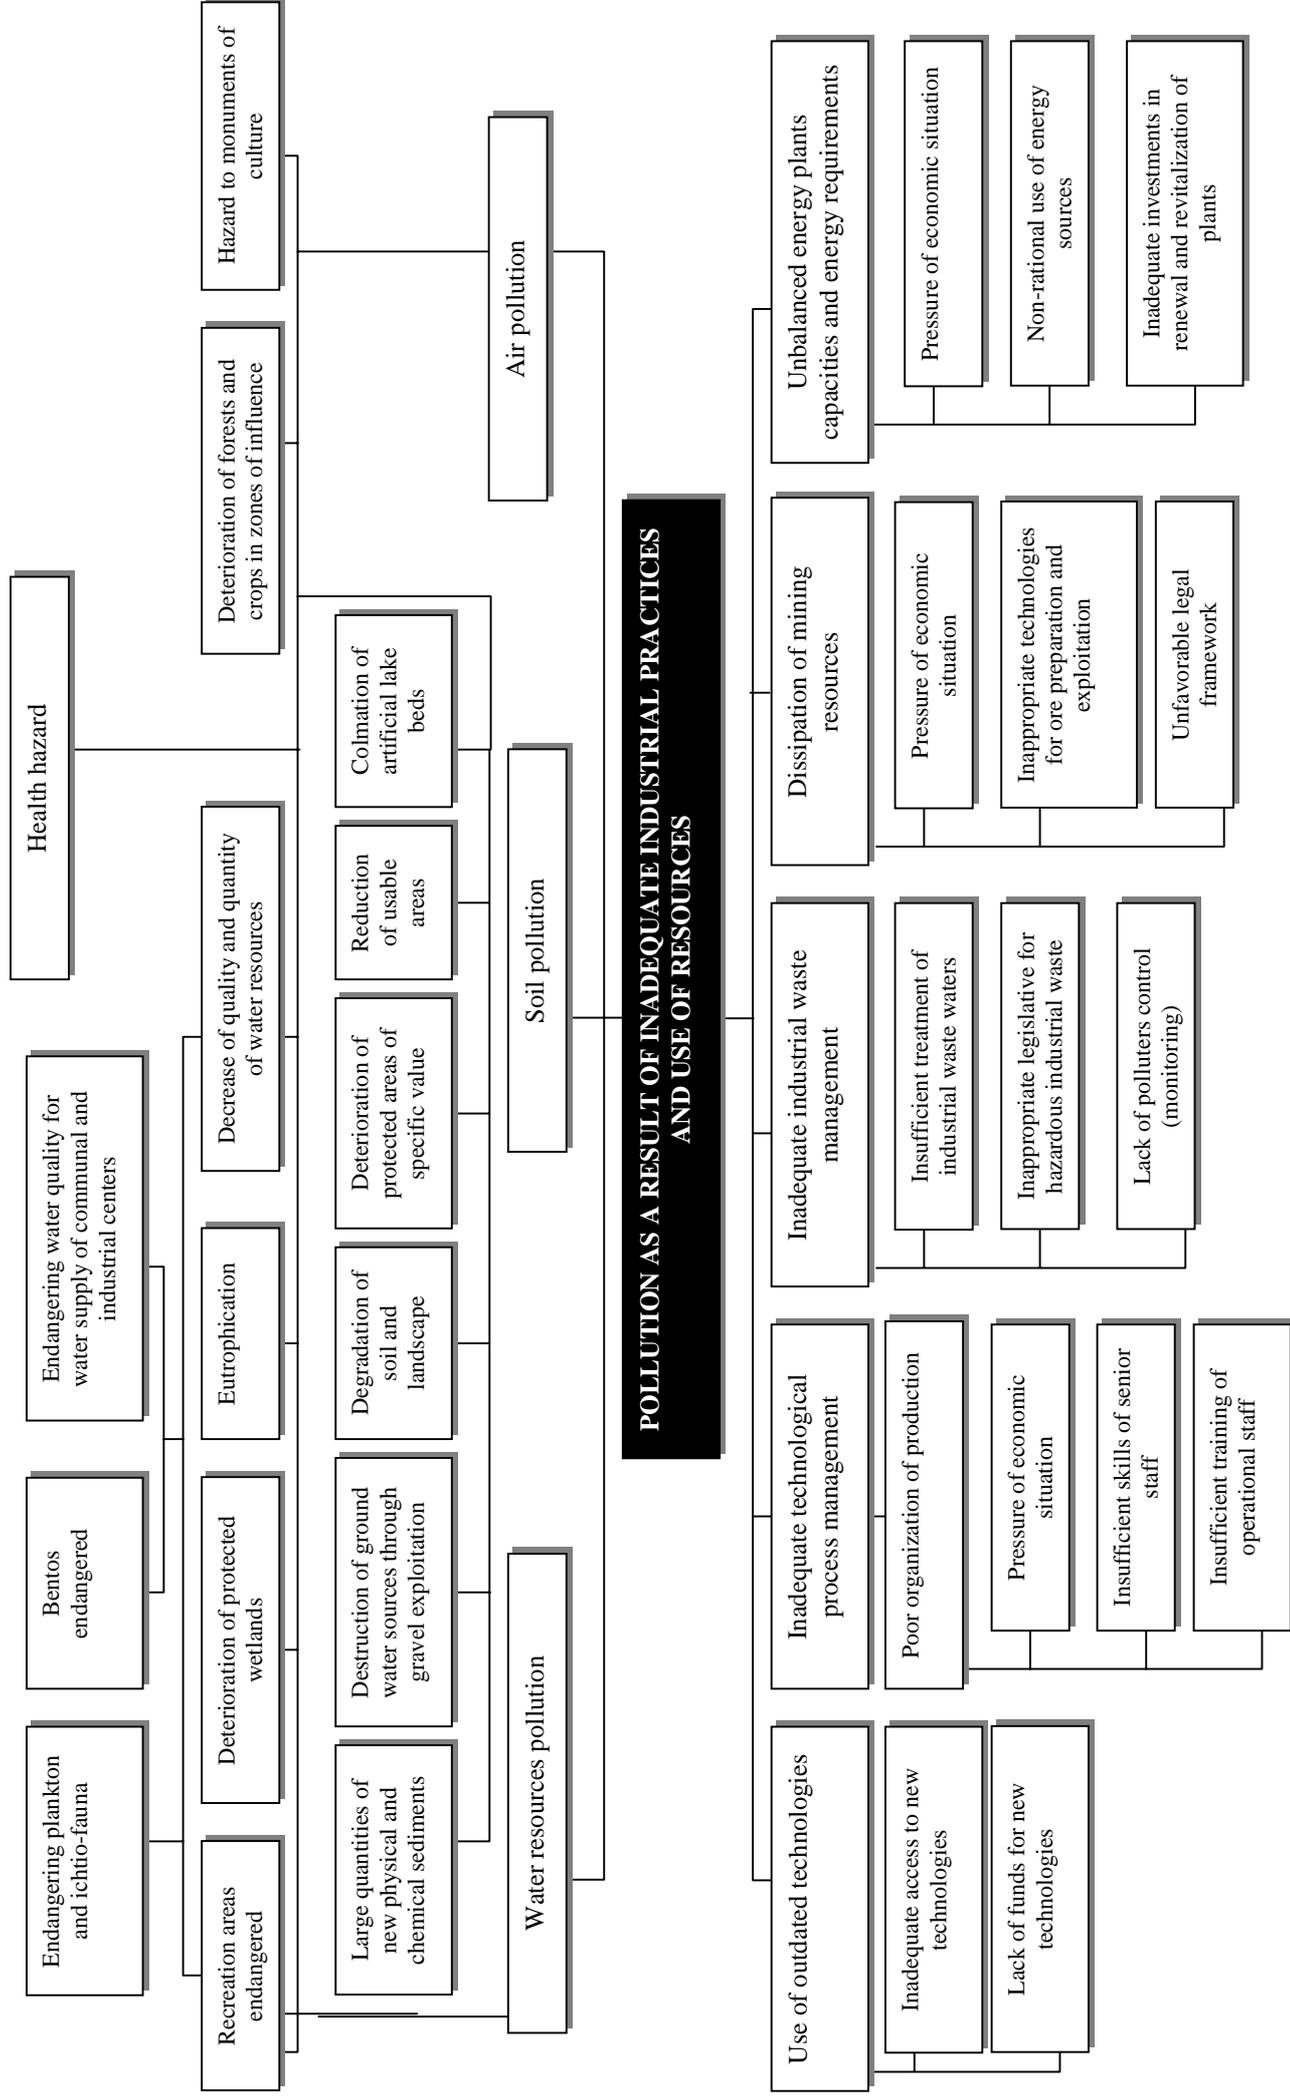 Health hazard
Endangering plankton
and ichtio-fauna
Bentos
endangered
Endangering water quality for
water supply of communal and
industrial centers
Recreation areas
endangered
Deterioration of protected
wetlands
Eutrophication
Decrease of quality and quantity
of water resources
Deterioration of forests and
crops in zones of influence
Hazard to monuments of
culture
Large quantities of
new physical and
chemical sediments
Destruction of ground
water sources through
gravel exploitation
Degradation of
soil and
landscape
Deterioration of
protected areas of
specific value
Reduction
of usable
areas
Colmation of
artificial lake
beds
Water resources pollution
Soil pollution
Air pollution
POLLUTION AS A RESULT OF INADEQUATE INDUSTRIAL PRACTICES
AND USE OF RESOURCES
Use of outdated technologies
Inadequate access to new
technologies
Lack of funds for new
technologies
Inadequate technological
process management
Poor organization of production
Pressure of economic
situation
Insufficient skills of senior
staff
Insufficient training of
operational staff
Inadequate industrial waste
management
Insufficient treatment of
industrial waste waters
Inappropriate legislative for
hazardous industrial waste
Lack of polluters control
(monitoring)
Dissipation of mining
resources
Pressure of economic
situation
Inappropriate technologies
for ore preparation and
exploitation
Unfavorable legal
framework
Unbalanced energy plants
capacities and energy requirements
Pressure of economic situation
Non-rational use of energy
sources
Inadequate investments in
renewal and revitalization of
plants